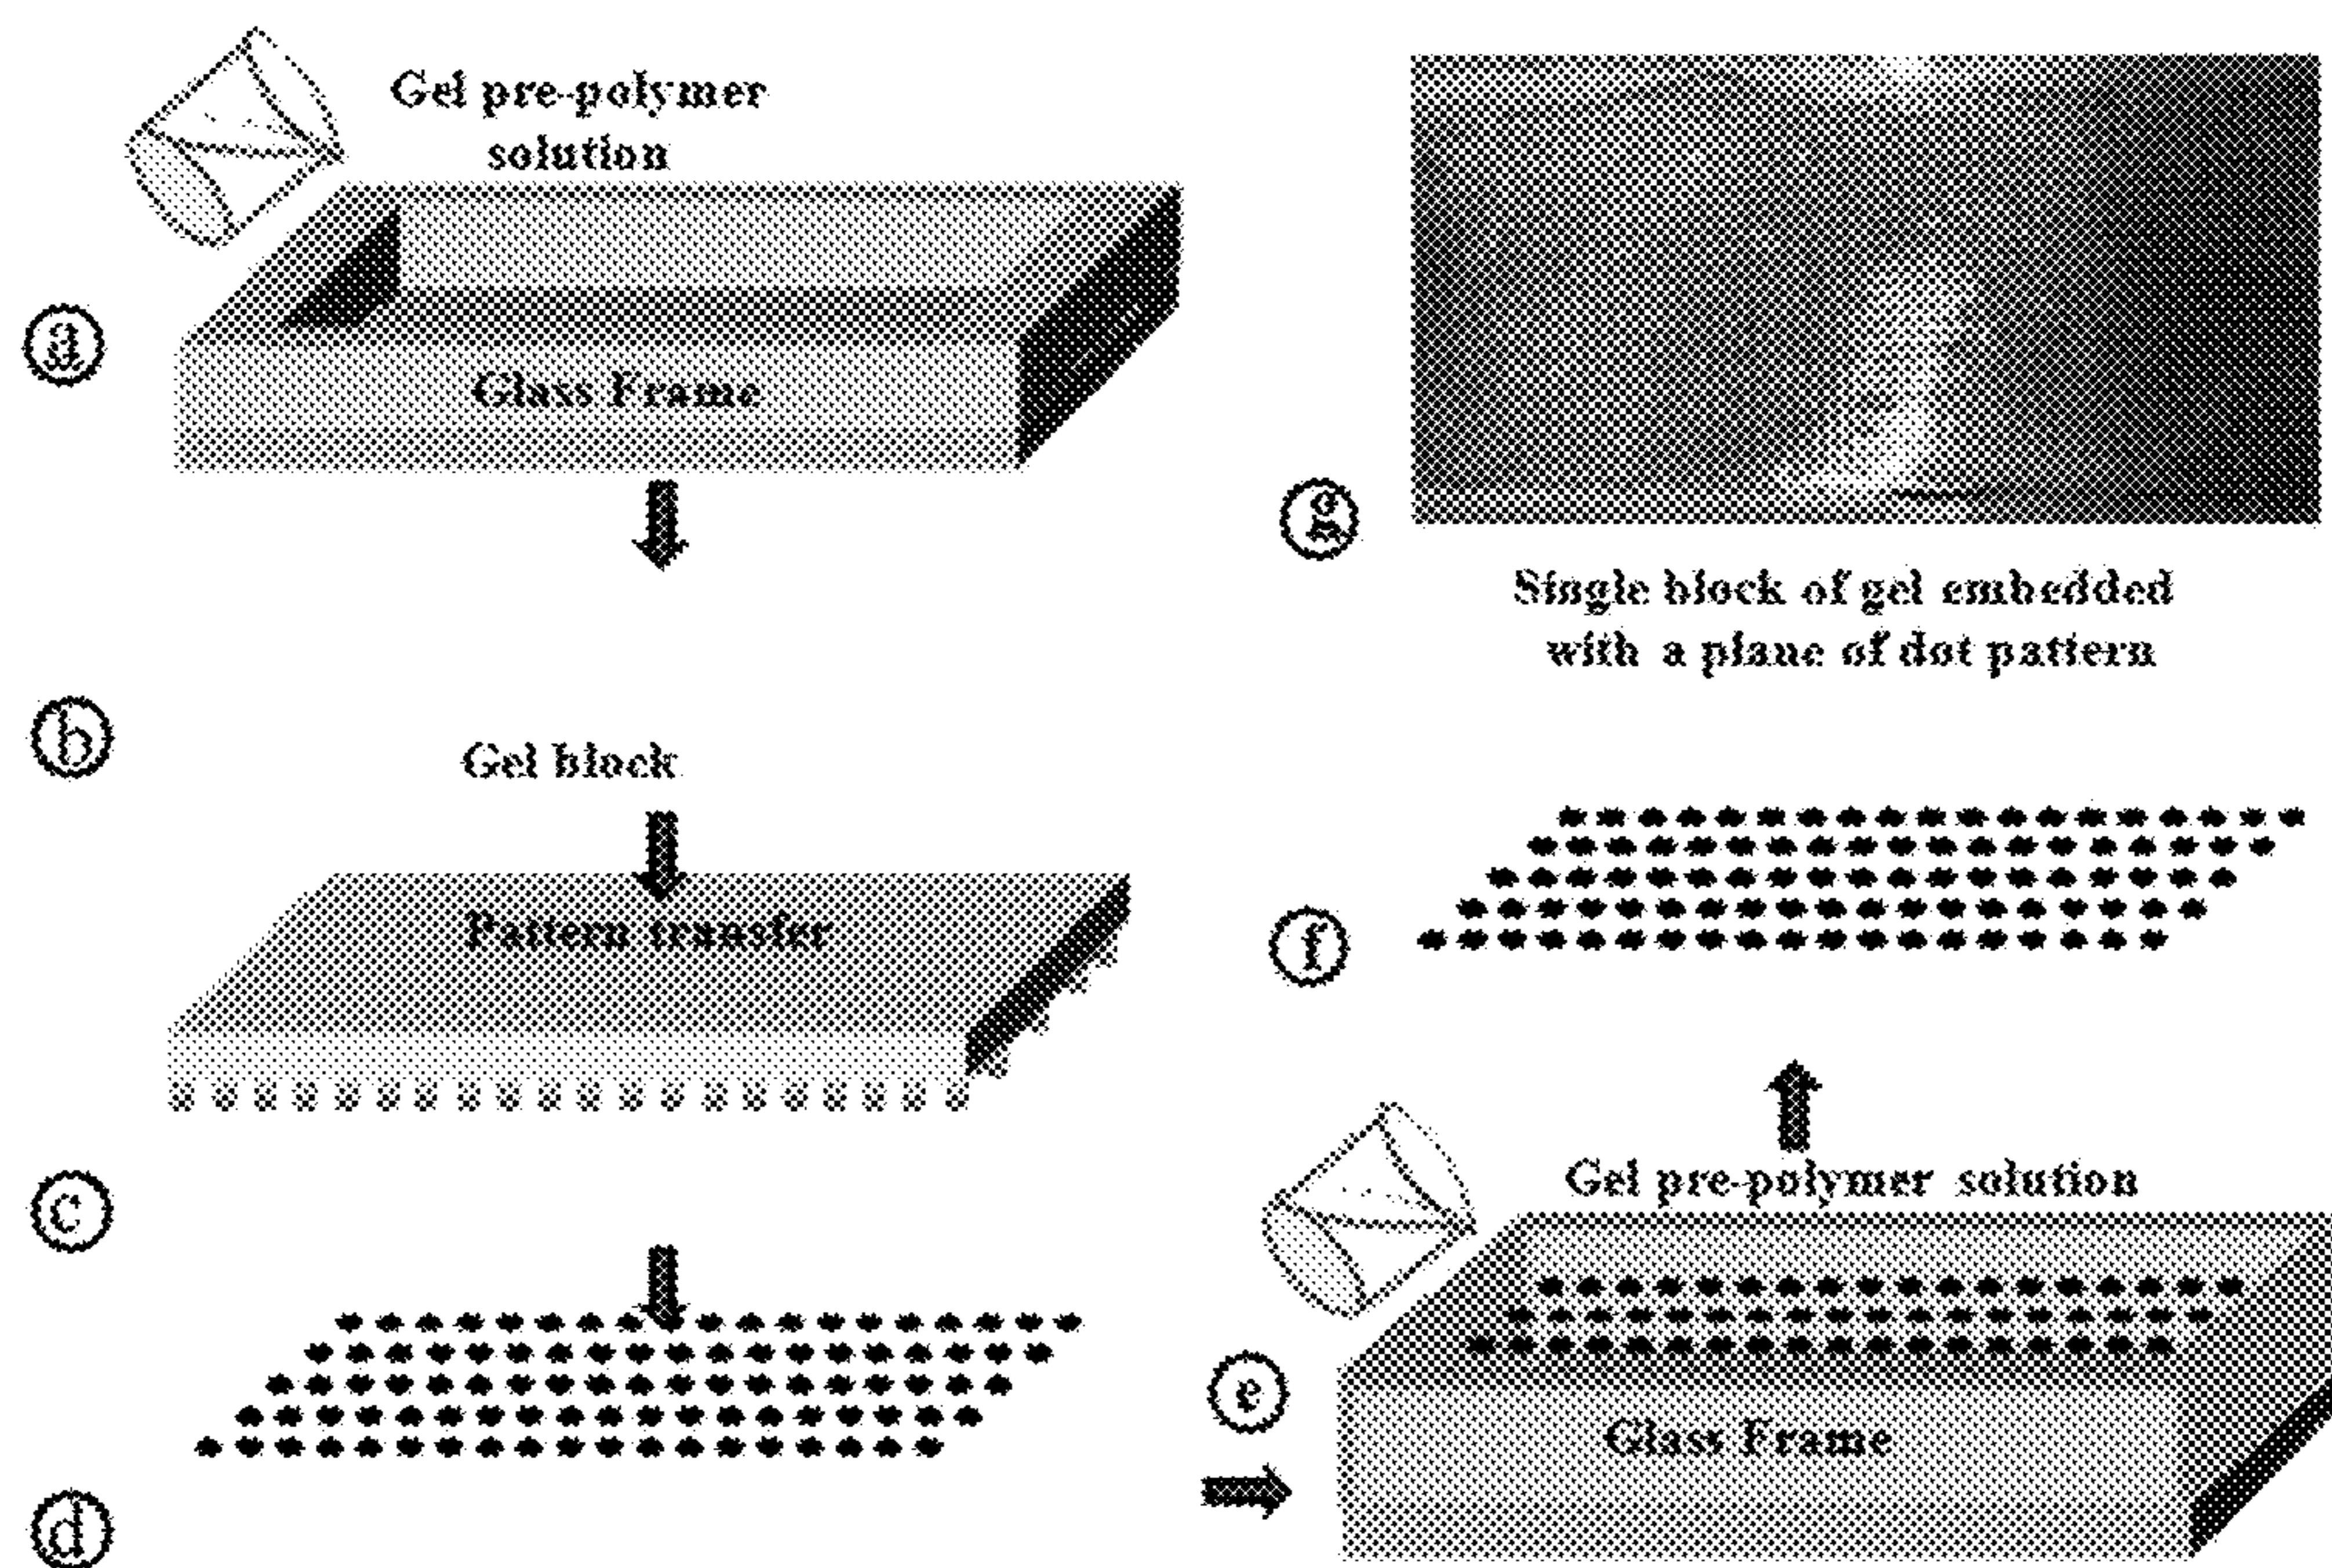 Gel pre-polymer
solution
a
Glass Frame
b
Gel block
Pattern transfer
c
d
g
Single block of gel embedded
with a plane of dot pattern
f
Gel pre-polymer solution
e
Glass Frame